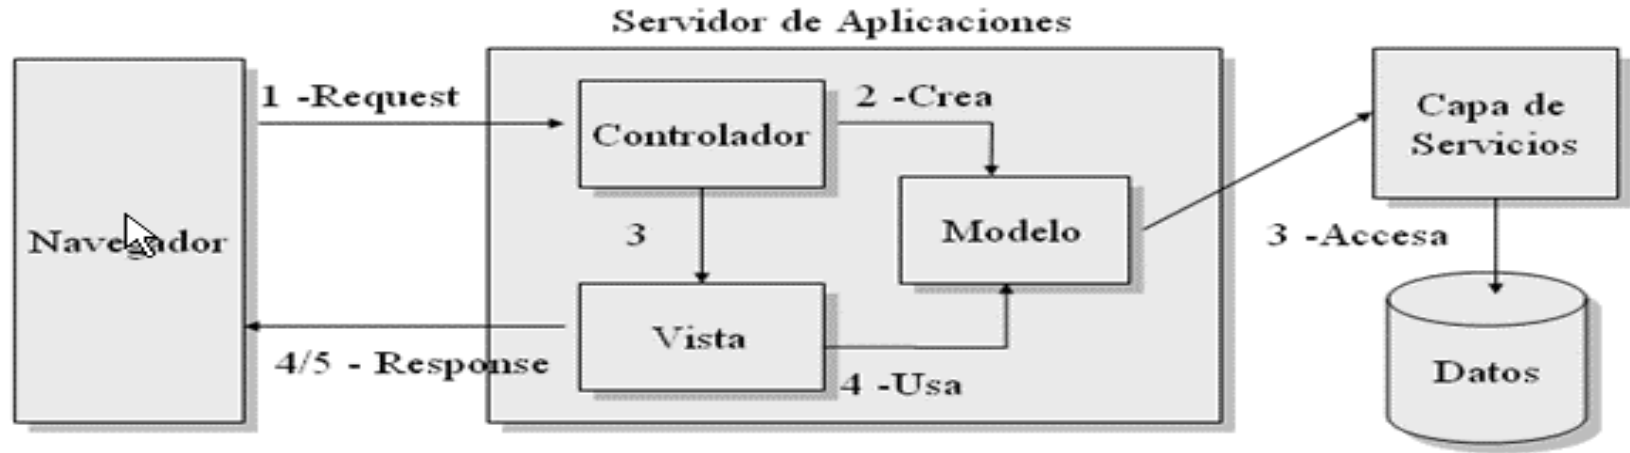 Servidor de Aplicaciones
1 -Request
Controlador
2 -Crea
Capa de
Servicios
Navegador
3
Modelo
3 -Accesa
Vista
4/5 - Response
4 -Usa
Datos